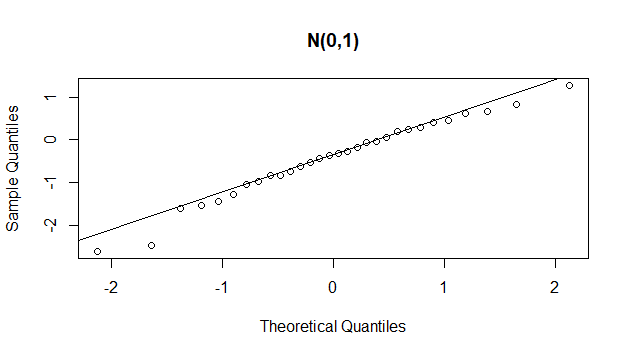 N(0,1)
1
0
-1
-2
Sample Quantiles
-2 -1 0 1 2
Theoretical Quantiles